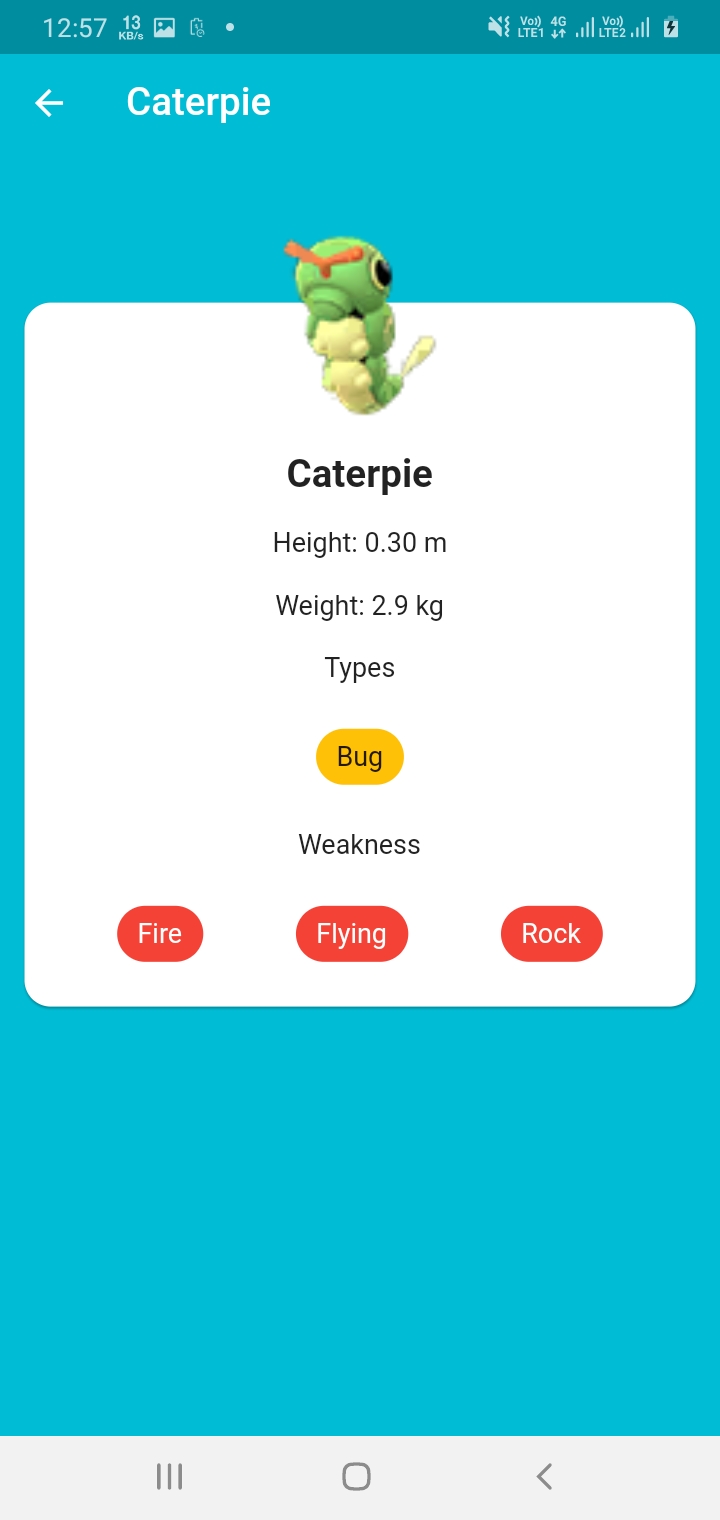 12:57 13 KB/s Vo)) LTE1 4G Vo)) LTE2
Caterpie
Caterpie
Height: 0.30 m
Weight: 2.9 kg
Types
Bug
Weakness
Fire Flying Rock